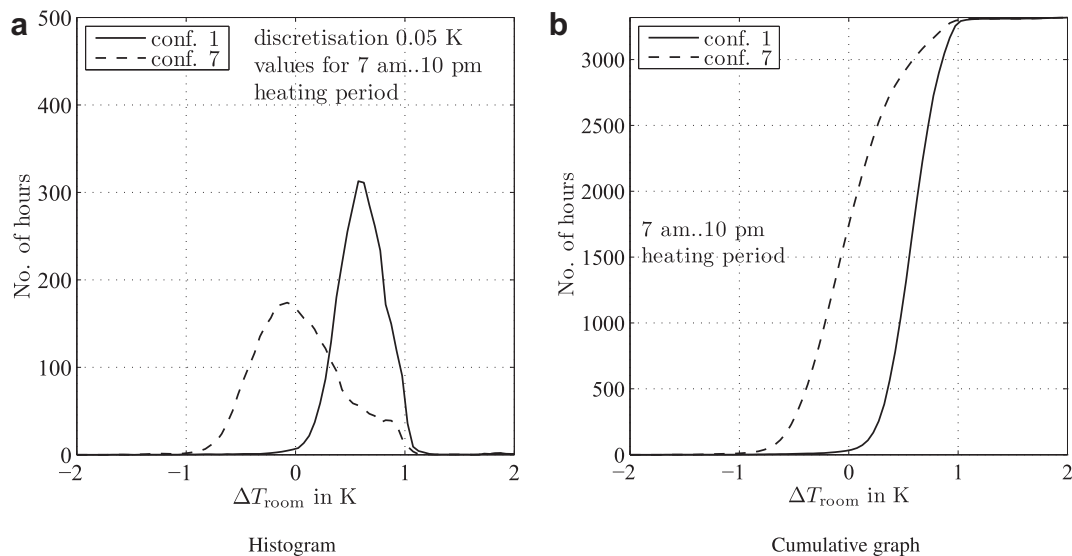 a
500
400
300
200
100
0
No. of hours
conf. 1
conf. 7
discretisation 0.05 K
values for 7 am..10 pm
heating period
−2
−1
0
1
2
ΔT_room in K
Histogram
b
3000
2500
2000
1500
1000
500
0
No. of hours
conf. 1
conf. 7
7 am..10 pm
heating period
−2
−1
0
1
2
ΔT_room in K
Cumulative graph